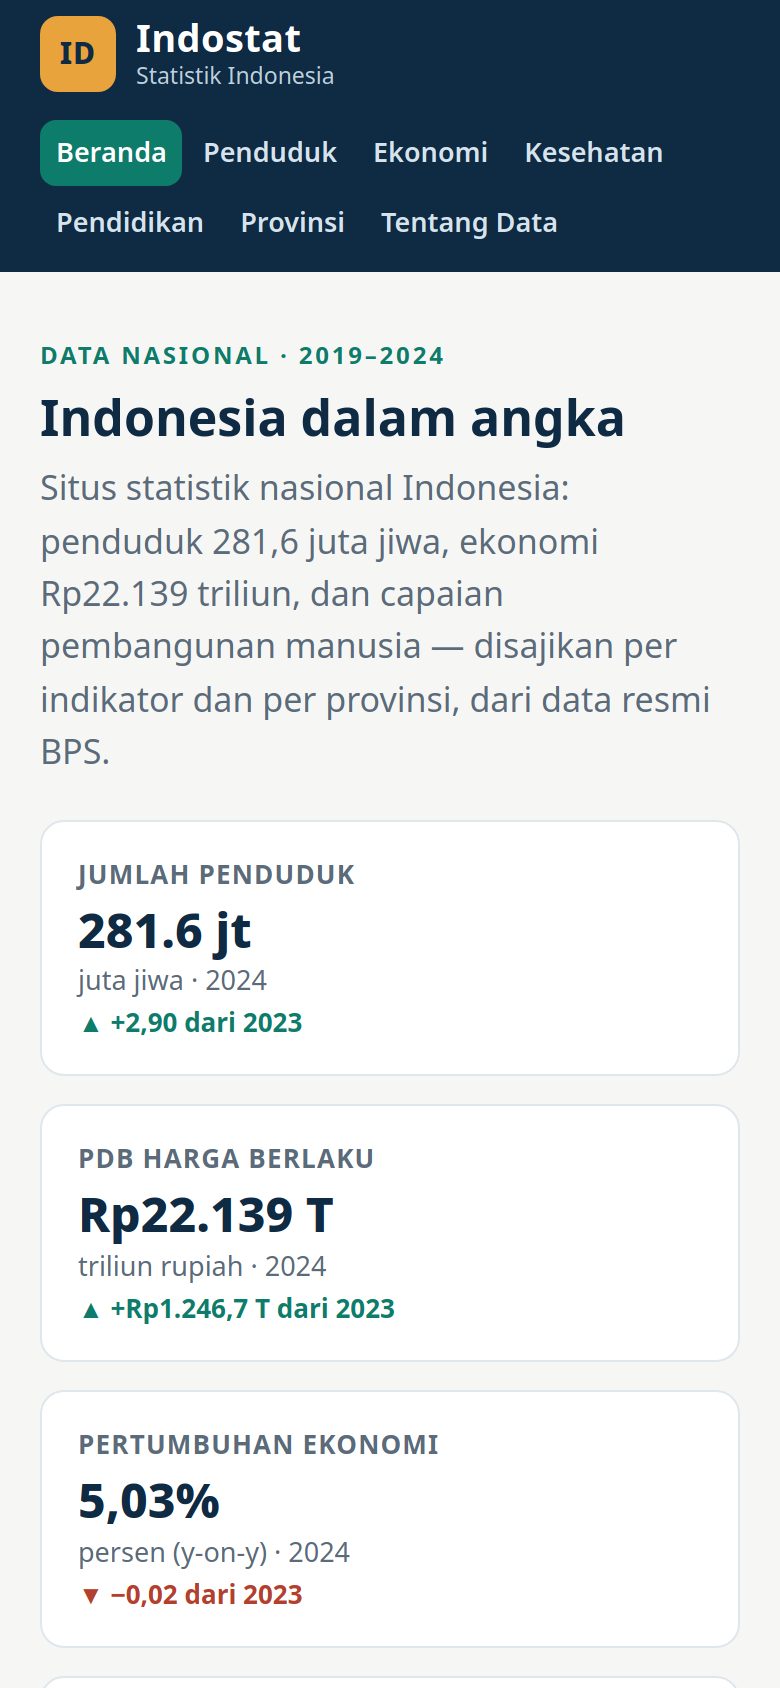 ID
Indostat
Statistik Indonesia
Beranda Penduduk Ekonomi Kesehatan
Pendidikan Provinsi Tentang Data
DATA NASIONAL · 2019–2024
Indonesia dalam angka
Situs statistik nasional Indonesia:
penduduk 281,6 juta jiwa, ekonomi
Rp22.139 triliun, dan capaian
pembangunan manusia — disajikan per
indikator dan per provinsi, dari data resmi
BPS.
JUMLAH PENDUDUK
281.6 jt
juta jiwa · 2024
▲ +2,90 dari 2023
PDB HARGA BERLAKU
Rp22.139 T
triliun rupiah · 2024
▲ +Rp1.246,7 T dari 2023
PERTUMBUHAN EKONOMI
5,03%
persen (y-on-y) · 2024
▼ −0,02 dari 2023